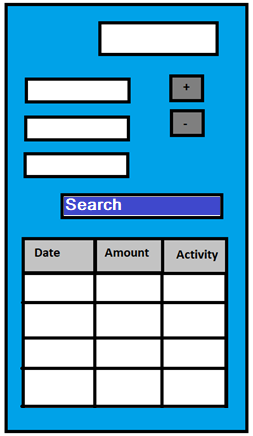 +
-
Search
Date Amount Activity